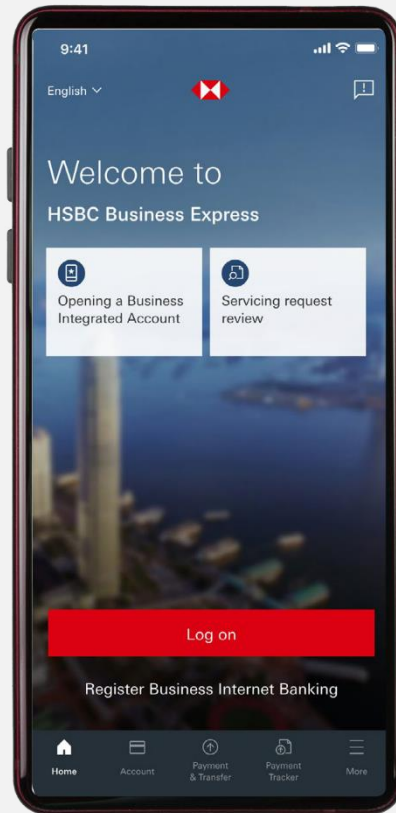 9:41
English
Welcome to
HSBC Business Express
Opening a Business
Integrated Account
Servicing request
review
Log on
Register Business Internet Banking
Home
Account
Payment
& Transfer
Payment
Tracker
More